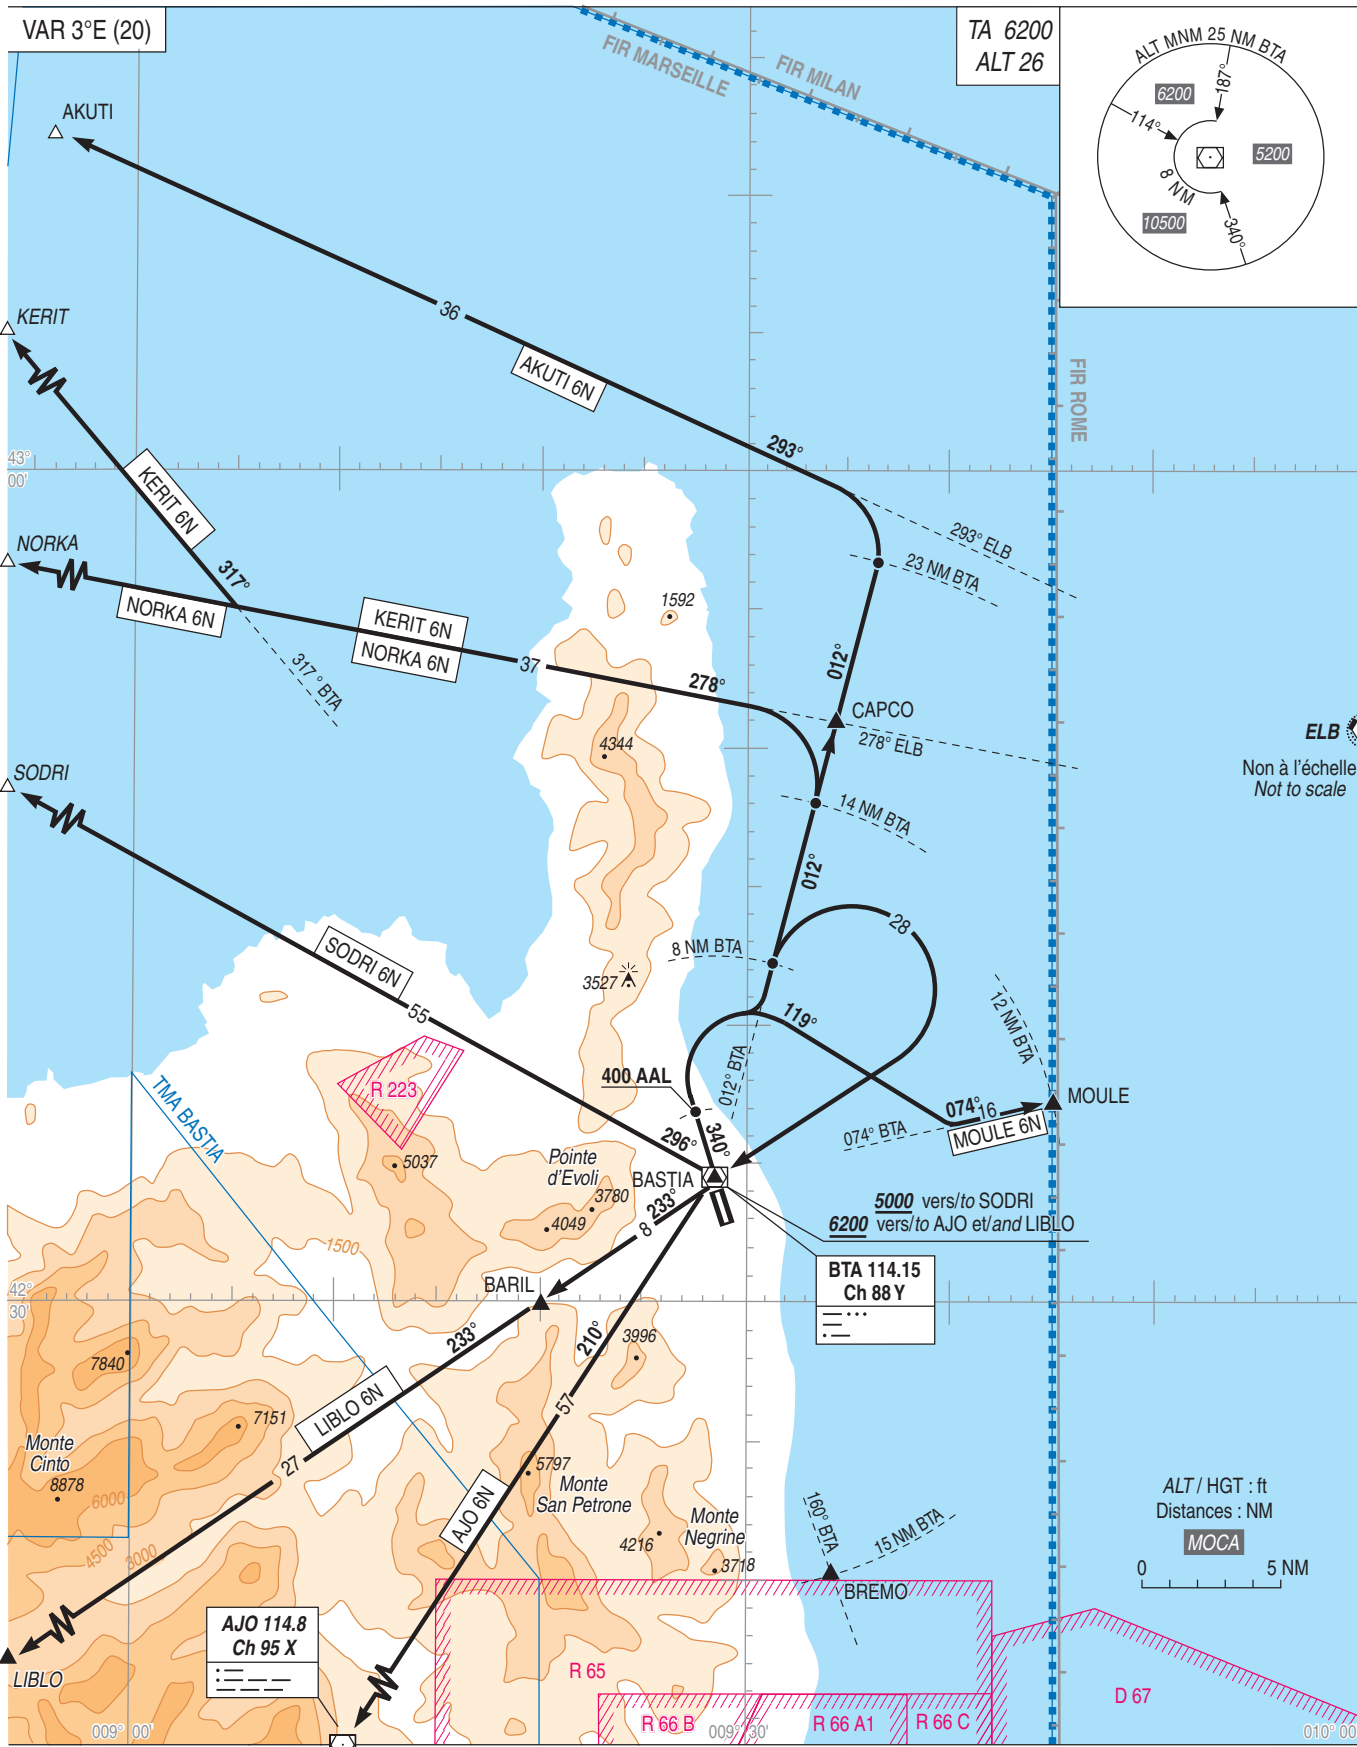 VAR 3°E (20)
TA 6200
ALT 26
FIR MARSEILLE
FIR MILAN
ALT MNM 25 NM BTA
6200
187°
114°
5200
8 NM
10500
340°
AKUTI
36
AKUTI 6N
293°
KERIT
KERIT 6N
317°
FIR ROME
43°
00'
293° ELB
23 NM BTA
NORKA
NORKA 6N
KERIT 6N
NORKA 6N
37
278°
317° BTA
1592
012°
CAPCO
278° ELB
ELB
Non à l'échelle
Not to scale
4344
SODRI
14 NM BTA
012°
SODRI 6N
55
8 NM BTA
28
3527
119°
12 NM BTA
012° BTA
400 AAL
R 223
TMA BASTIA
074°
16
MOULE
MOULE 6N
074° BTA
296°
340°
5037
Pointe
d'Evoli
BASTIA
3780
4049
233°
8
5000 vers/to SODRI
6200 vers/to AJO et/and LIBLO
1500
BTA 114.15
Ch 88 Y
BARIL
42°
30'
233°
210°
3996
7840
LIBLO 6N
57
7151
Monte
Cinto
8878
27
6000
5797
Monte
San Petrone
AJO 6N
4500
3000
4216
Monte
Negrine
3718
160° BTA
15 NM BTA
BREMO
ALT / HGT : ft
Distances : NM
MOCA
0
5 NM
AJO 114.8
Ch 95 X
LIBLO
R 65
R 66 B
R 66 A1
R 66 C
D 67
009° 00'
009° 30'
010° 00